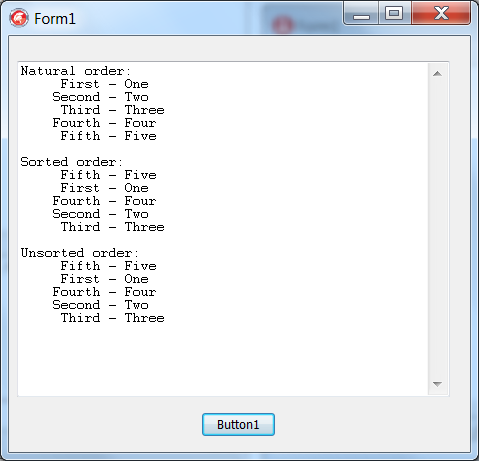 Form1
Natural order:
First - One
Second - Two
Third - Three
Fourth - Four
Fifth - Five
Sorted order:
Fifth - Five
First - One
Fourth - Four
Second - Two
Third - Three
Unsorted order:
Fifth - Five
First - One
Fourth - Four
Second - Two
Third - Three
Button1